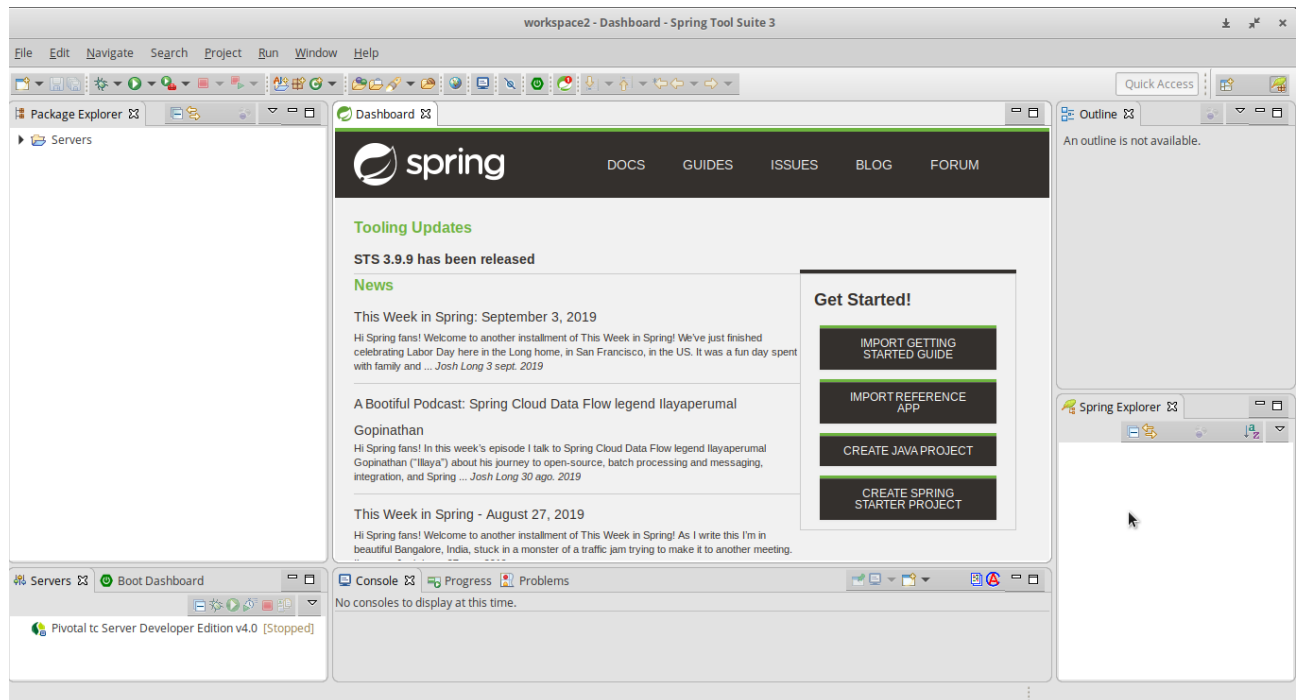 workspace2 - Dashboard - Spring Tool Suite 3
File Edit Navigate Search Project Run Window Help
Quick Access
Package Explorer
Servers
Dashboard
spring
DOCS GUIDES ISSUES BLOG FORUM
Tooling Updates
STS 3.9.9 has been released
News
This Week in Spring: September 3, 2019
Hi Spring fans! Welcome to another installment of This Week in Spring! We've just finished
celebrating Labor Day here in the Long home, in San Francisco, in the US. It was a fun day spent
with family and ... Josh Long 3 sept. 2019
A Bootiful Podcast: Spring Cloud Data Flow legend Ilayaperumal
Gopinathan
Hi Spring fans! In this week's episode I talk to Spring Cloud Data Flow legend Ilayaperumal
Gopinathan ("Illaya") about his journey to open-source, batch processing and messaging,
integration, and Spring ... Josh Long 30 ago. 2019
This Week in Spring - August 27, 2019
Hi Spring fans! Welcome to another installment of This Week in Spring! As I write this I'm in
beautiful Bangalore, India, stuck in a monster of a traffic jam trying to make it to another meeting.
Get Started!
IMPORT GETTING
STARTED GUIDE
IMPORT REFERENCE
APP
CREATE JAVA PROJECT
CREATE SPRING
STARTER PROJECT
Outline
An outline is not available.
Spring Explorer
Servers Boot Dashboard
Pivotal tc Server Developer Edition v4.0 [Stopped]
Console Progress Problems
No consoles to display at this time.